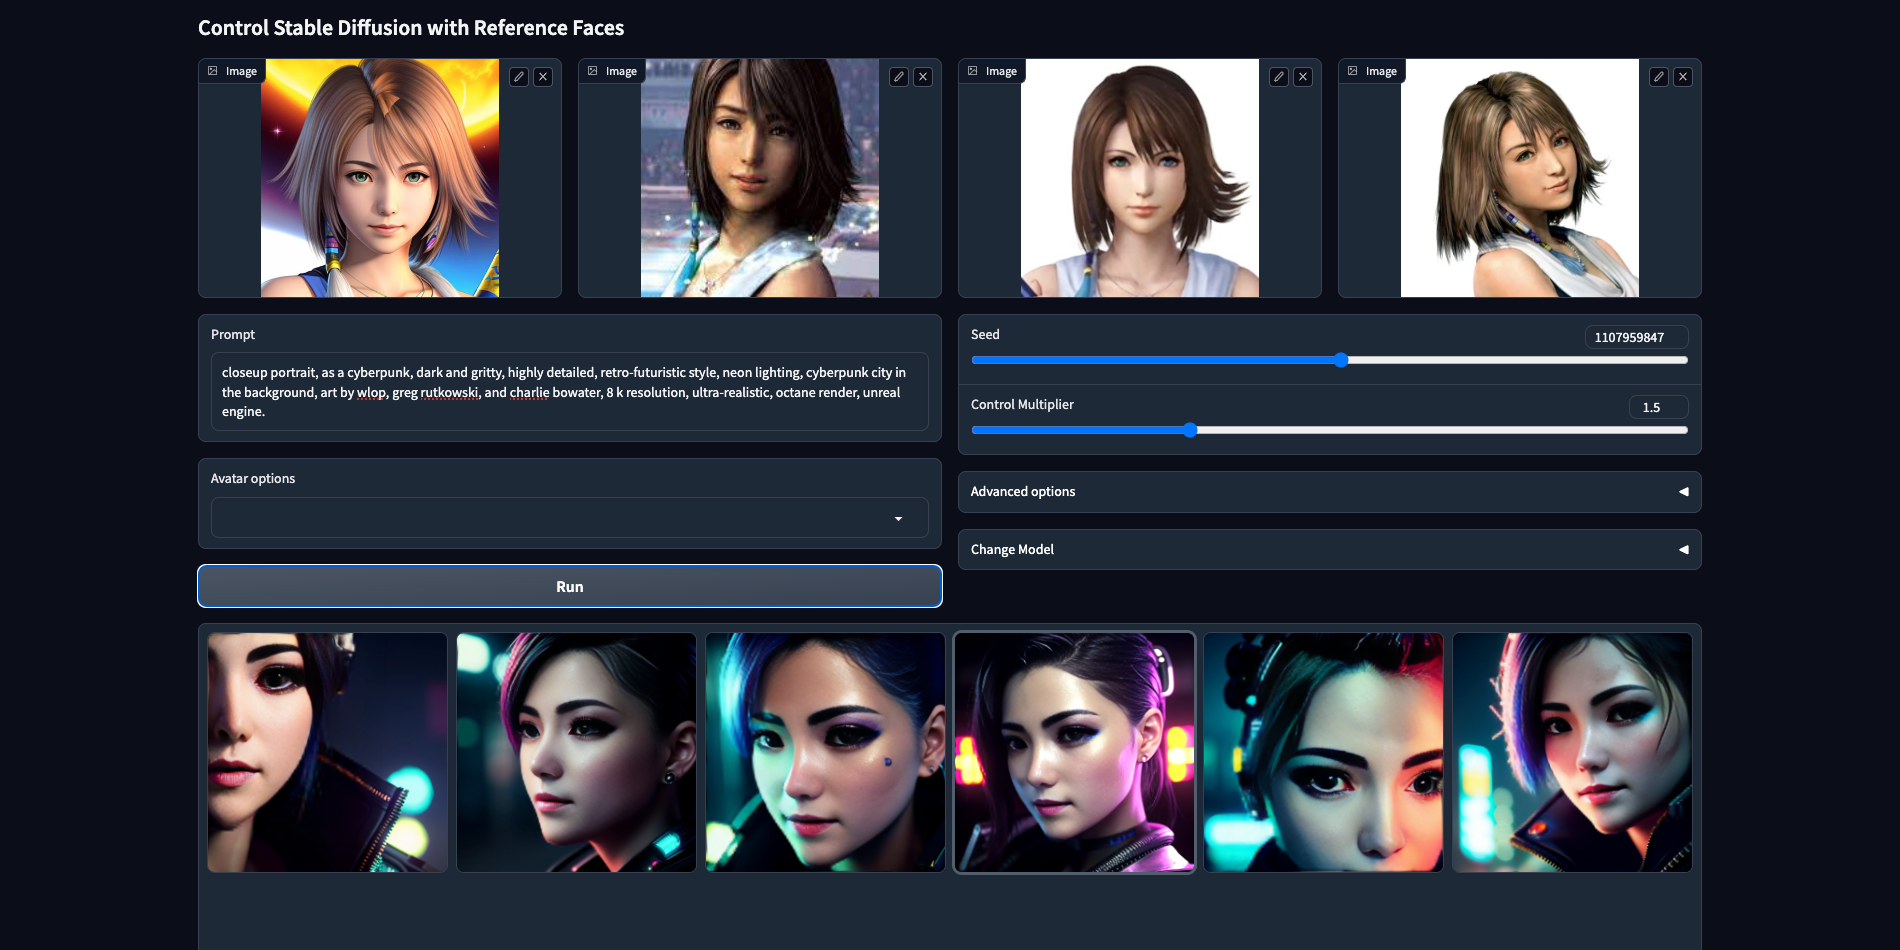 Control Stable Diffusion with Reference Faces
Image
Image
Image
Image
Prompt
closeup portrait, as a cyberpunk, dark and gritty, highly detailed, retro-futuristic style, neon lighting, cyberpunk city in
the background, art by wlop, greg rutkowski, and charlie bowater, 8 k resolution, ultra-realistic, octane render, unreal
engine.
Seed
1107959847
Control Multiplier
1.5
Avatar options
Advanced options
Change Model
Run